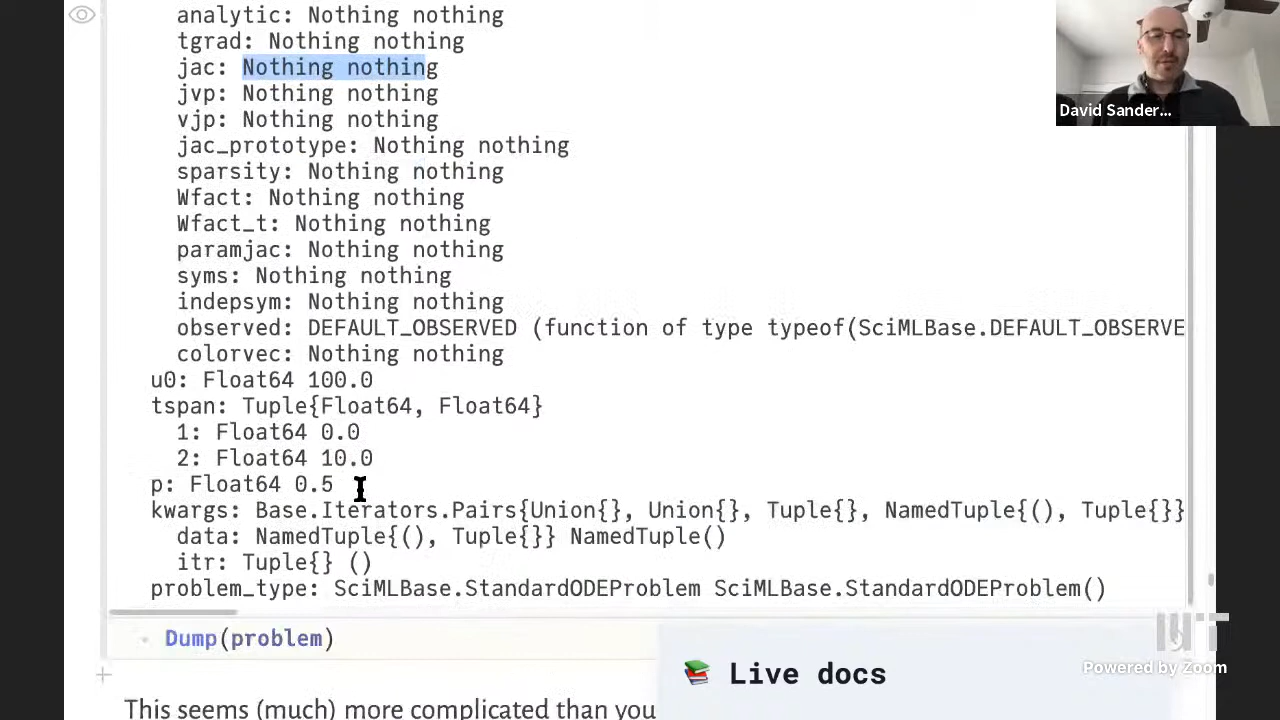 analytic: Nothing nothing
tgrad: Nothing nothing
jac: Nothing nothing
jvp: Nothing nothing
vjp: Nothing nothing
jac_prototype: Nothing nothing
sparsity: Nothing nothing
Wfact: Nothing nothing
Wfact_t: Nothing nothing
paramjac: Nothing nothing
syms: Nothing nothing
indepsym: Nothing nothing
observed: DEFAULT_OBSERVED (function of type typeof(SciMLBase.DEFAULT_OBSERVE
colorvec: Nothing nothing
u0: Float64 100.0
tspan: Tuple{Float64, Float64}
1: Float64 0.0
2: Float64 10.0
p: Float64 0.5
kwargs: Base.Iterators.Pairs{Union{}, Union{}, Tuple{}, NamedTuple{(), Tuple{}}
data: NamedTuple{(), Tuple{}} NamedTuple()
itr: Tuple{} ()
problem_type: SciMLBase.StandardODEProblem SciMLBase.StandardODEProblem()
Dump(problem)
Live docs
This seems (much) more complicated than you
David Sander...
MIT
Powered by Zoom